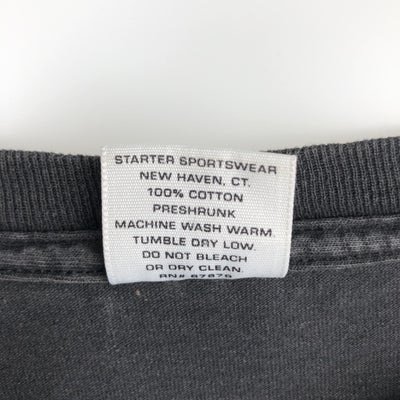 STARTER SPORTSWEAR
NEW HAVEN, CT.
100% COTTON
PRESHRUNK
MACHINE WASH WARM.
TUMBLE DRY LOW.
DO NOT BLEACH
OR DRY CLEAN.
RN#